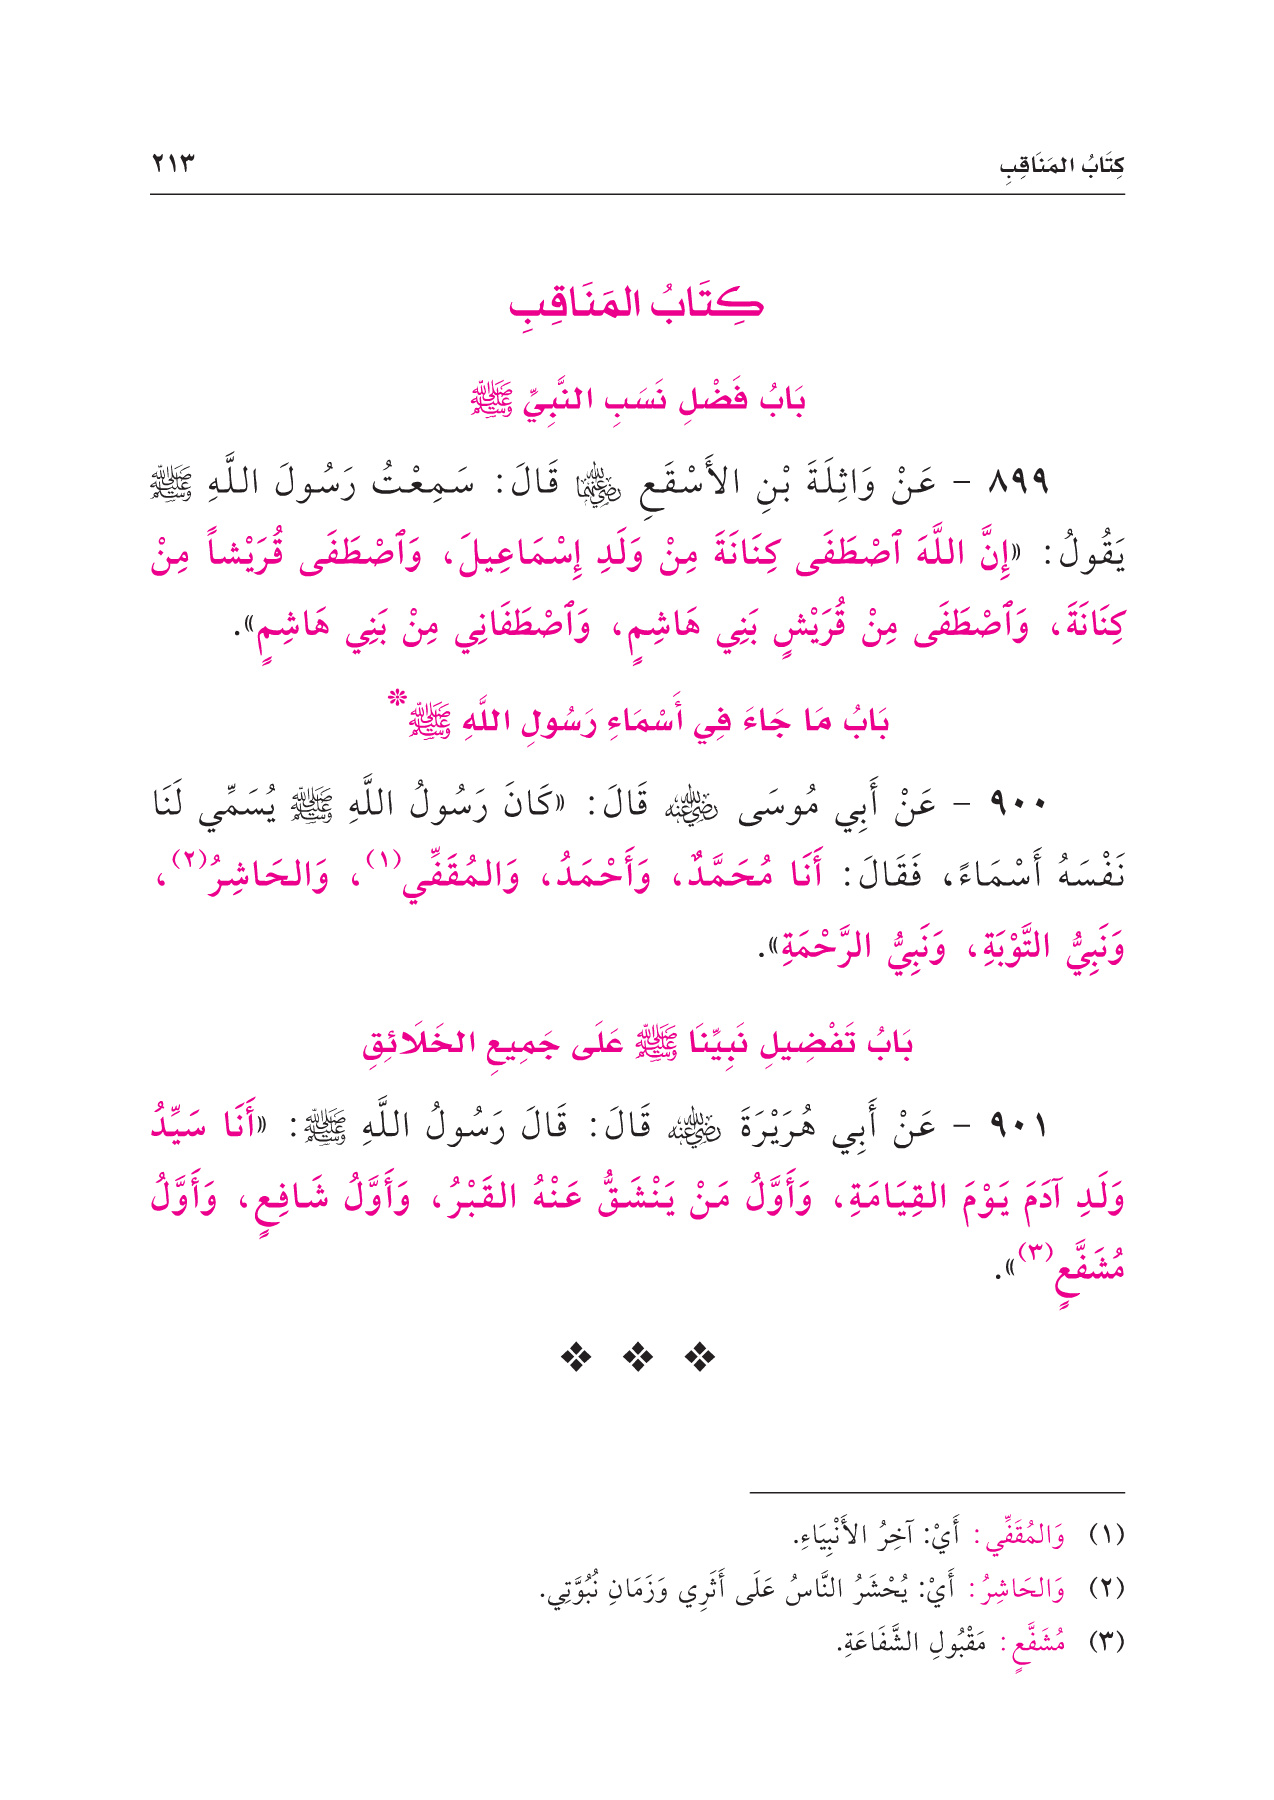 كِتَابُ المَنَاقِبِ ٢١٣
كِتَابُ المَنَاقِبِ
بَابُ فَضْلِ نَسَبِ النَّبِيِّ ﷺ
٨٩٩ - عَنْ وَاثِلَةَ بْنِ الأَسْقَعِ رضي الله عنهما قَالَ: سَمِعْتُ رَسُولَ اللَّهِ ﷺ
يَقُولُ: «إِنَّ اللَّهَ ٱصْطَفَى كِنَانَةَ مِنْ وَلَدِ إِسْمَاعِيلَ، وَٱصْطَفَى قُرَيْشاً مِنْ
كِنَانَةَ، وَٱصْطَفَى مِنْ قُرَيْشٍ بَنِي هَاشِمٍ، وَٱصْطَفَانِي مِنْ بَنِي هَاشِمٍ».
بَابُ مَا جَاءَ فِي أَسْمَاءِ رَسُولِ اللَّهِ ﷺ*
٩٠٠ - عَنْ أَبِي مُوسَى رضي الله عنه قَالَ: «كَانَ رَسُولُ اللَّهِ ﷺ يُسَمِّي لَنَا
نَفْسَهُ أَسْمَاءً، فَقَالَ: أَنَا مُحَمَّدٌ، وَأَحْمَدُ، وَالمُقَفِّي(١)، وَالحَاشِرُ(٢)،
وَنَبِيُّ التَّوْبَةِ، وَنَبِيُّ الرَّحْمَةِ».
بَابُ تَفْضِيلِ نَبِيِّنَا ﷺ عَلَى جَمِيعِ الخَلَائِقِ
٩٠١ - عَنْ أَبِي هُرَيْرَةَ رضي الله عنه قَالَ: قَالَ رَسُولُ اللَّهِ ﷺ: «أَنَا سَيِّدُ
وَلَدِ آدَمَ يَوْمَ القِيَامَةِ، وَأَوَّلُ مَنْ يَنْشَقُّ عَنْهُ القَبْرُ، وَأَوَّلُ شَافِعٍ، وَأَوَّلُ
مُشَفَّعٍ(٣)».
(١) وَالمُقَفِّي: أَيْ: آخِرُ الأَنْبِيَاءِ.
(٢) وَالحَاشِرُ: أَيْ: يُحْشَرُ النَّاسُ عَلَى أَثَرِي وَزَمَانِ نُبُوَّتِي.
(٣) مُشَفَّعٍ: مَقْبُولِ الشَّفَاعَةِ.